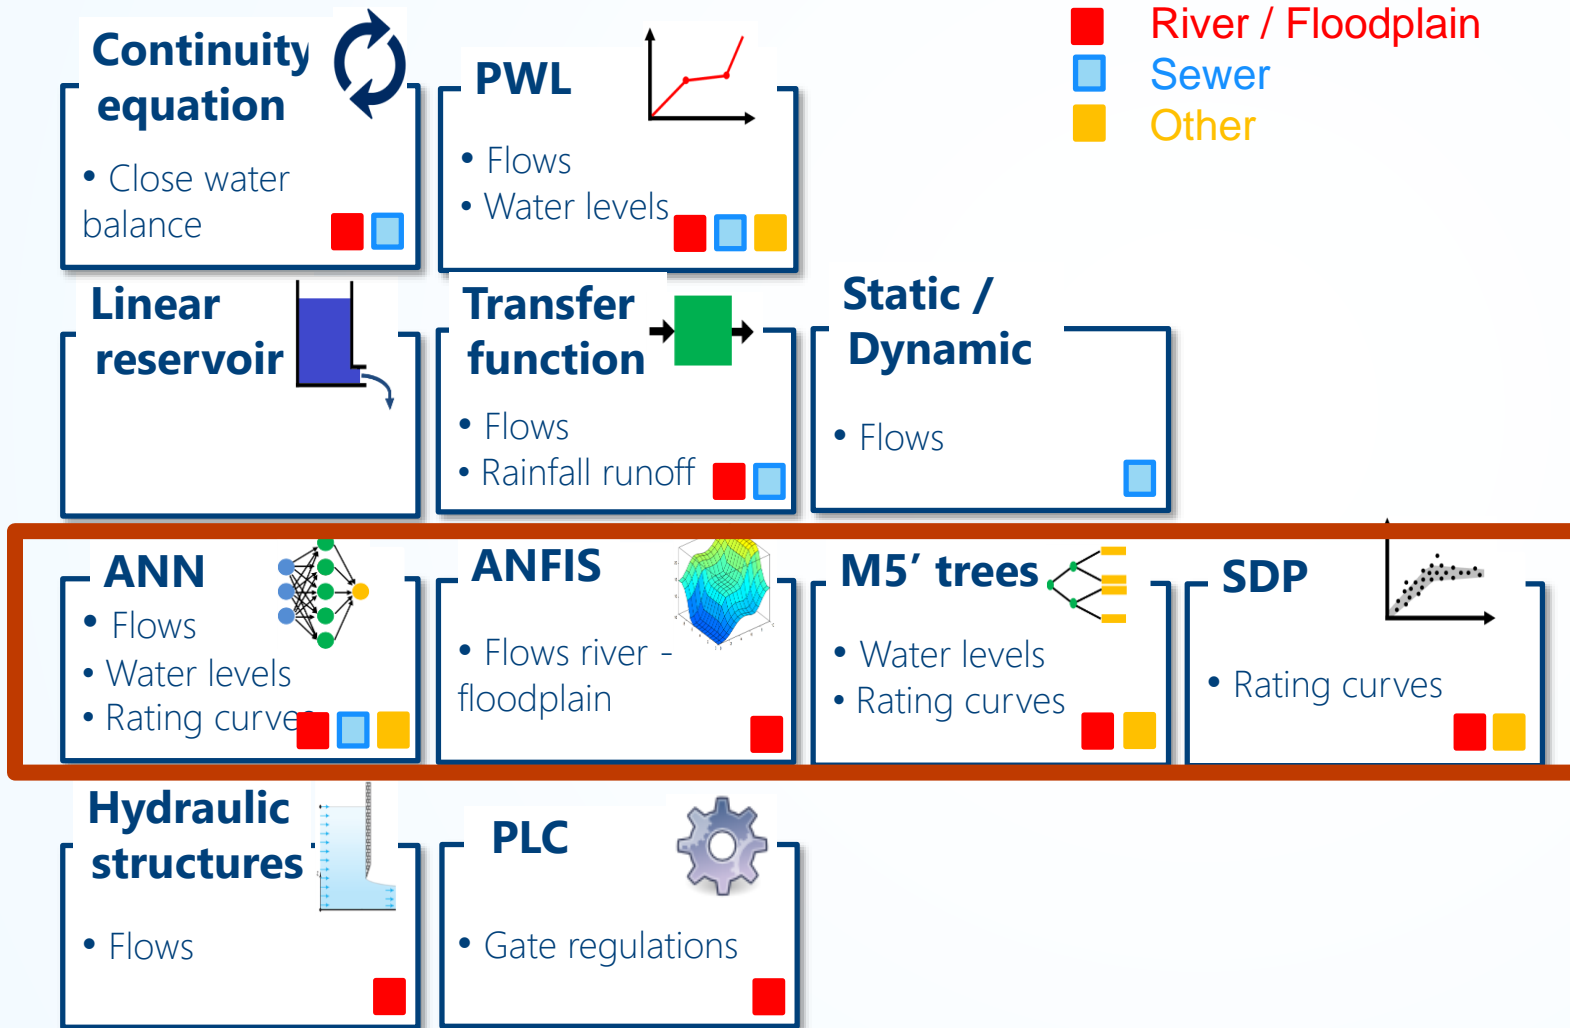 River / Floodplain
Sewer
Other
Continuity
equation
• Close water
balance
PWL
• Flows
• Water levels
Linear
reservoir
Transfer
function
• Flows
• Rainfall runoff
Static /
Dynamic
• Flows
ANN
• Flows
• Water levels
• Rating curves
ANFIS
• Flows river -
floodplain
M5’ trees
• Water levels
• Rating curves
SDP
• Rating curves
Hydraulic
structures
• Flows
PLC
• Gate regulations